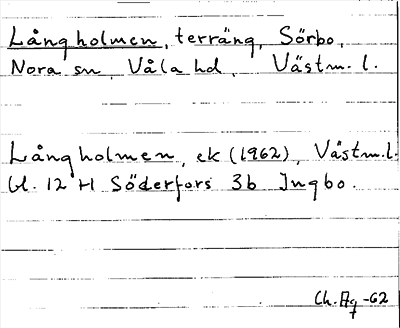 Långholmen, terräng, Sörbo,
Nora sn, Våla hd, Västm. l.
Långholmen, ek (1962), Västm.l.
bl. 12 H Söderfors 3b Ingbo.
Ch. Ag -62